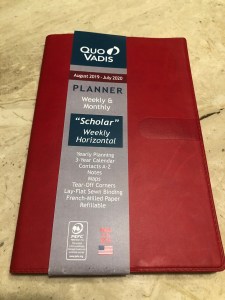 QUO
VADIS
August 2019 - July 2020
PLANNER
Weekly &
Monthly
"Scholar"
Weekly
Horizontal
Yearly Planning
3-Year Calendar
Contacts A-Z
Notes
Maps
Tear-Off Corners
Lay-Flat Sewn Binding
French-Milled Paper
Refillable
PEFC